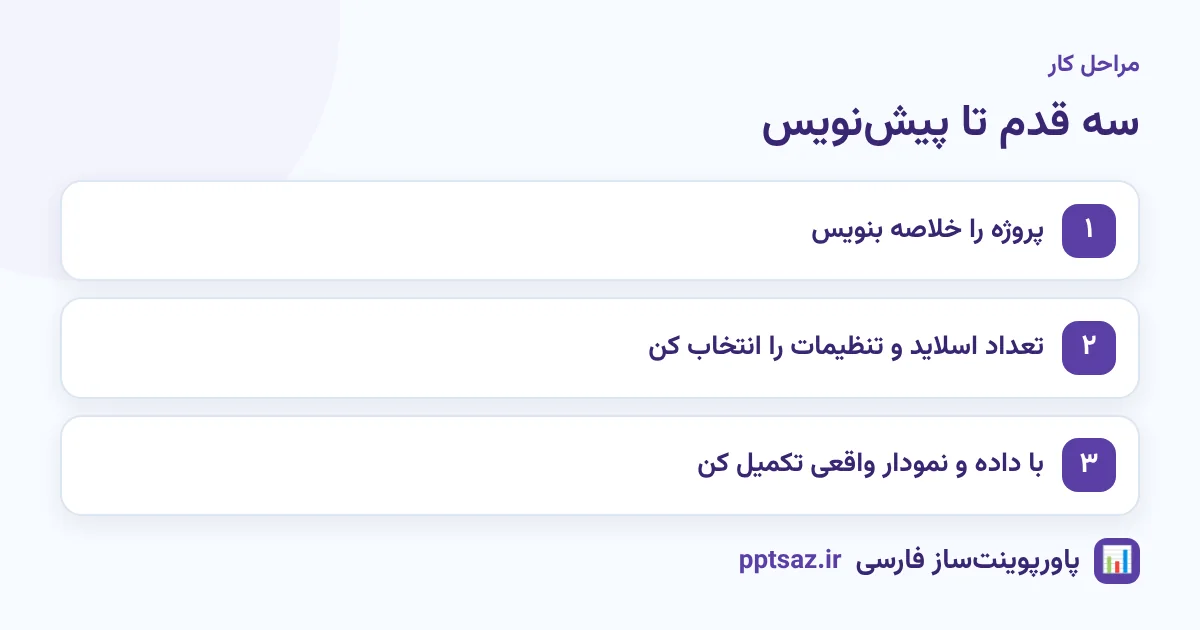 مراحل کار
سه قدم تا پیش‌نویس
۱ پروژه را خلاصه بنویس
۲ تعداد اسلاید و تنظیمات را انتخاب کن
۳ با داده و نمودار واقعی تکمیل کن
پاورپوینت‌ساز فارسی pptsaz.ir